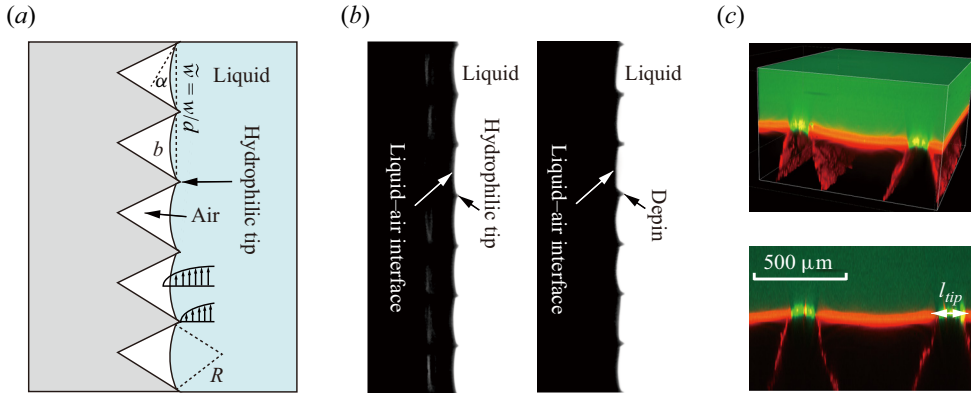 (a)
(b)
(c)
Liquid
α
w̃ = w/d
b
Hydrophilic tip
Air
R
Liquid
Liquid–air interface
Hydrophilic tip
Liquid
Liquid–air interface
Depin
500 μm
l_tip